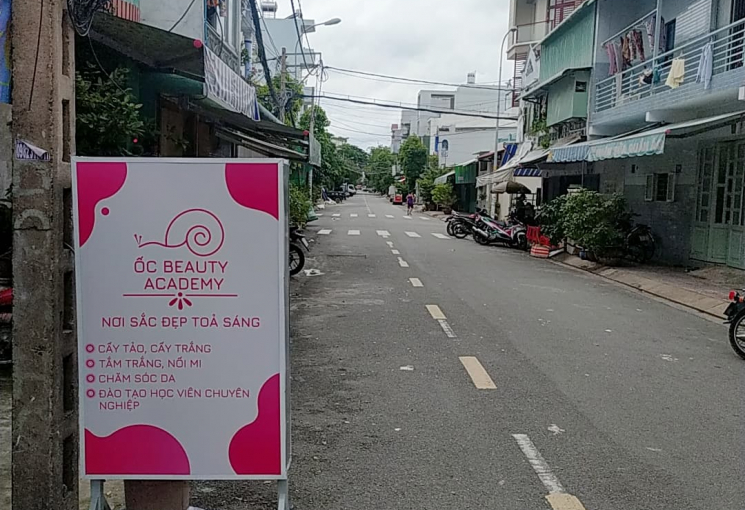 ỐC BEAUTY
ACADEMY
NƠI SẮC ĐẸP TOẢ SÁNG
CẤY TẢO, CẤY TRẮNG
TẮM TRẮNG, NỐI MI
CHĂM SÓC DA
ĐÀO TẠO HỌC VIÊN CHUYÊN
NGHIỆP